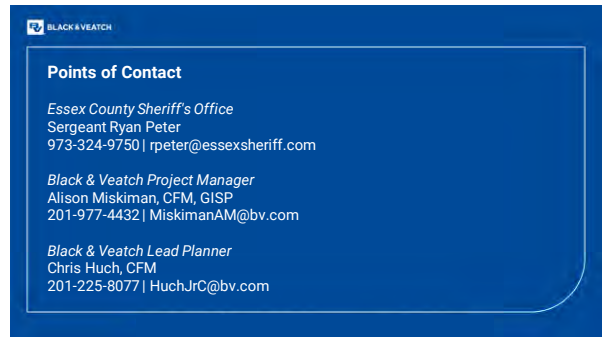 BLACK & VEATCH
Points of Contact
Essex County Sheriff's Office
Sergeant Ryan Peter
973-324-9750 | rpeter@essexsheriff.com
Black & Veatch Project Manager
Alison Miskiman, CFM, GISP
201-977-4432 | MiskimanAM@bv.com
Black & Veatch Lead Planner
Chris Huch, CFM
201-225-8077 | HuchJrC@bv.com